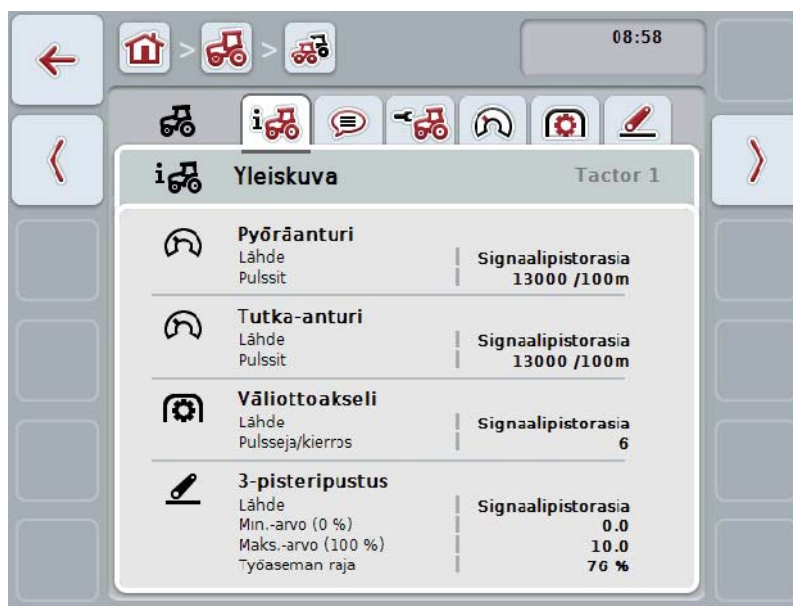 08:58
Yleiskuva Tactor 1
Pyöräanturi
Lähde Signaalipistorasia
Pulssit 13000 /100m
Tutka-anturi
Lähde Signaalipistorasia
Pulssit 13000 /100m
Väliottoakseli
Lähde Signaalipistorasia
Pulsseja/kierros 6
3-pisteripustus
Lähde Signaalipistorasia
Min.-arvo (0 %) 0.0
Maks.-arvo (100 %) 10.0
Työaseman raja 76 %